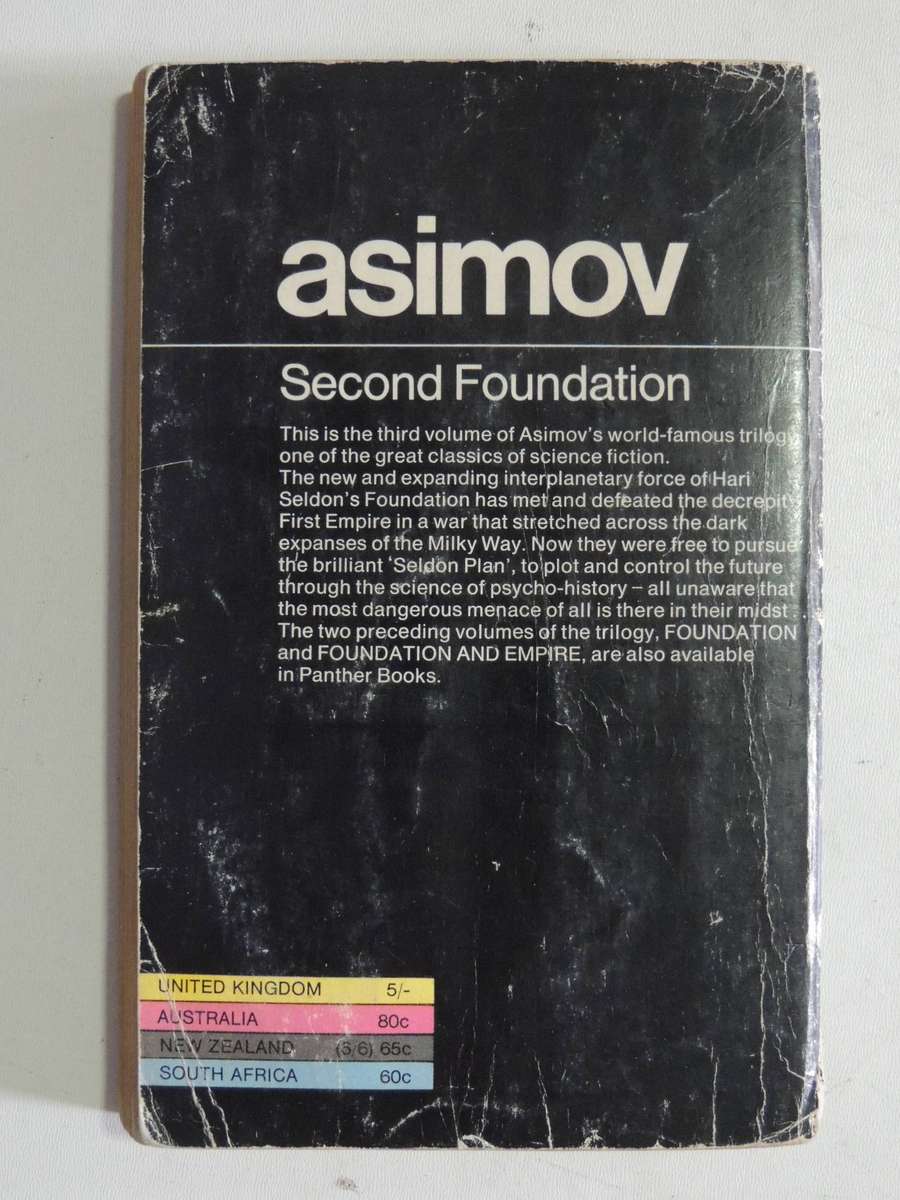 asimov
Second Foundation
This is the third volume of Asimov's world-famous trilogy
one of the great classics of science fiction.
The new and expanding interplanetary force of Hari
Seldon's Foundation has met and defeated the decrepit
First Empire in a war that stretched across the dark
expanses of the Milky Way. Now they were free to pursue
the brilliant ‘Seldon Plan’, to plot and control the future
through the science of psycho-history – all unaware that
the most dangerous menace of all is there in their midst .
The two preceding volumes of the trilogy, FOUNDATION
and FOUNDATION AND EMPIRE, are also available
in Panther Books.
UNITED KINGDOM 5/-
AUSTRALIA 80c
NEW ZEALAND (6/6) 65c
SOUTH AFRICA 60c